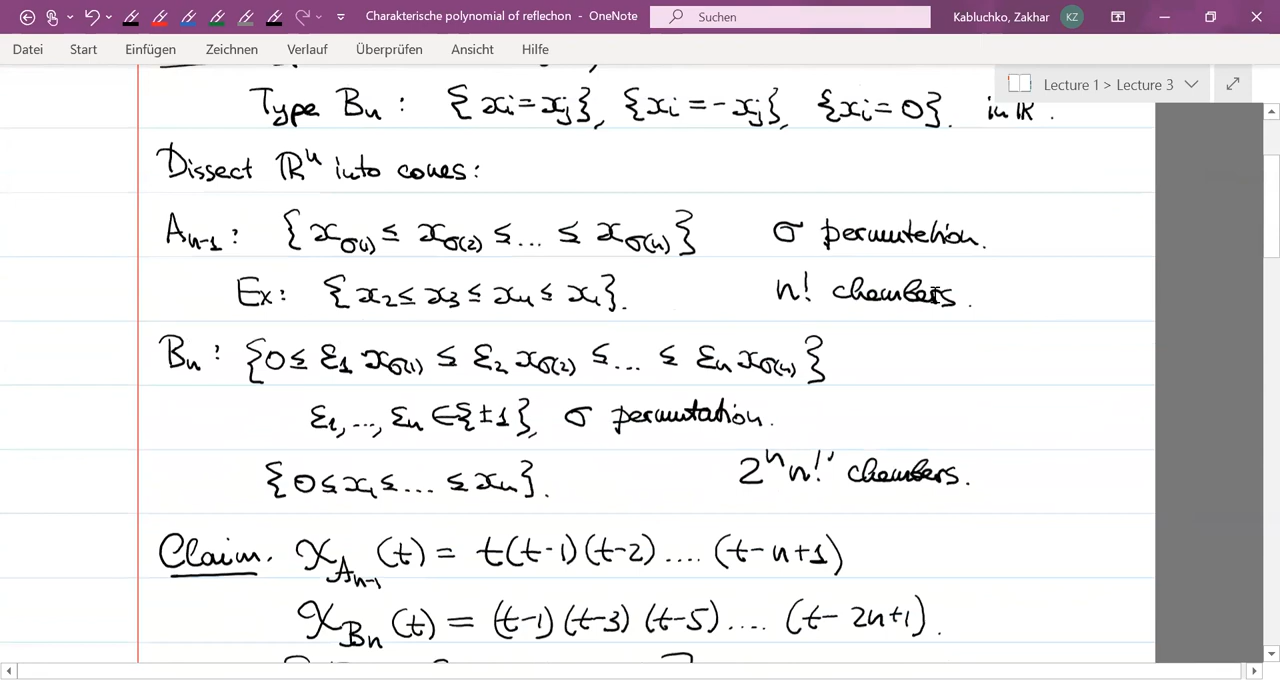 Charakterische polynomial of reflechon - OneNote
Suchen
Kabluchko, Zakhar
KZ
Datei Start Einfügen Zeichnen Verlauf Überprüfen Ansicht Hilfe
Lecture 1 > Lecture 3
Type Bn : {xi = xj}, {xi = -xj}, {xi = 0}. in ℝ .
Dissect ℝⁿ into cones:
An-1 : {xσ(1) ≤ xσ(2) ≤ ... ≤ xσ(n)} σ permutation.
Ex: {x2 ≤ x3 ≤ x4 ≤ x1}. n! chambers.
Bn : {0 ≤ ε1 xσ(1) ≤ ε2 xσ(2) ≤ ... ≤ εn xσ(n)}
ε1, ..., εn ∈ {±1}, σ permutation.
{0 ≤ x1 ≤ ... ≤ xn}. 2ⁿ n! chambers.
Claim. χAn-1 (t) = t(t-1)(t-2) .... (t-n+1)
χBn (t) = (t-1)(t-3)(t-5) .... (t-2n+1).